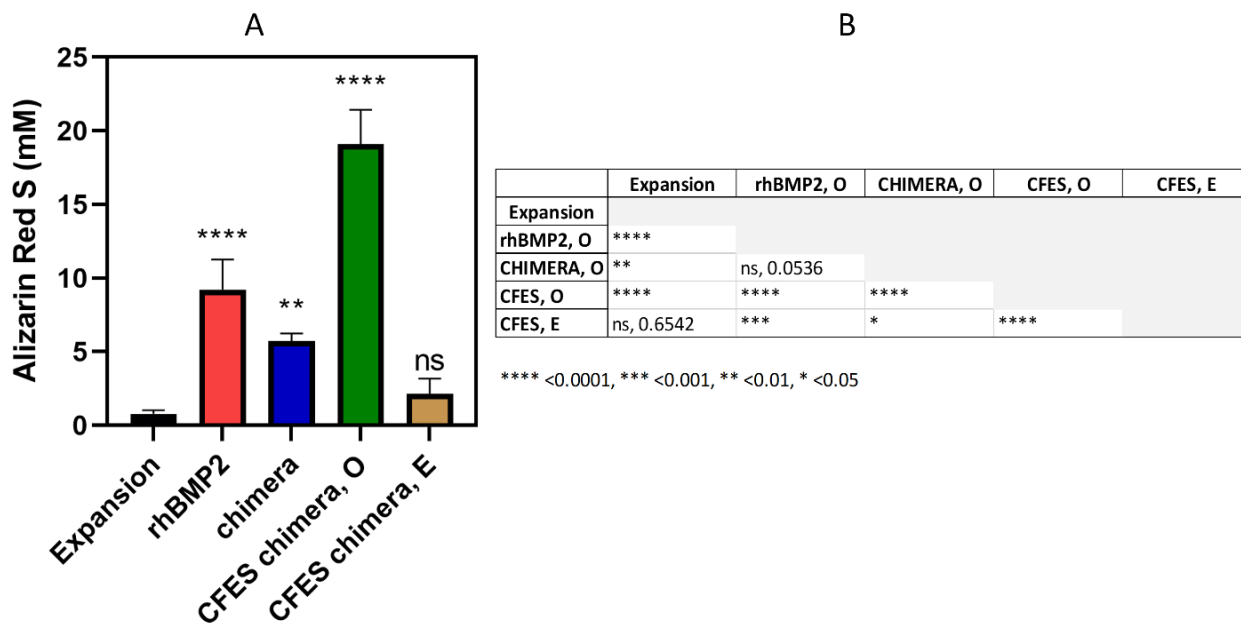 A
B
Alizarin Red S (mM)
25
20
15
10
5
0
****
**
****
ns
Expansion
rhBMP2
chimera
CFES chimera, O
CFES chimera, E
Expansion rhBMP2, O CHIMERA, O CFES, O CFES, E
Expansion
rhBMP2, O ****
CHIMERA, O ** ns, 0.0536
CFES, O **** **** ****
CFES, E ns, 0.6542 *** * ****
**** <0.0001, *** <0.001, ** <0.01, * <0.05